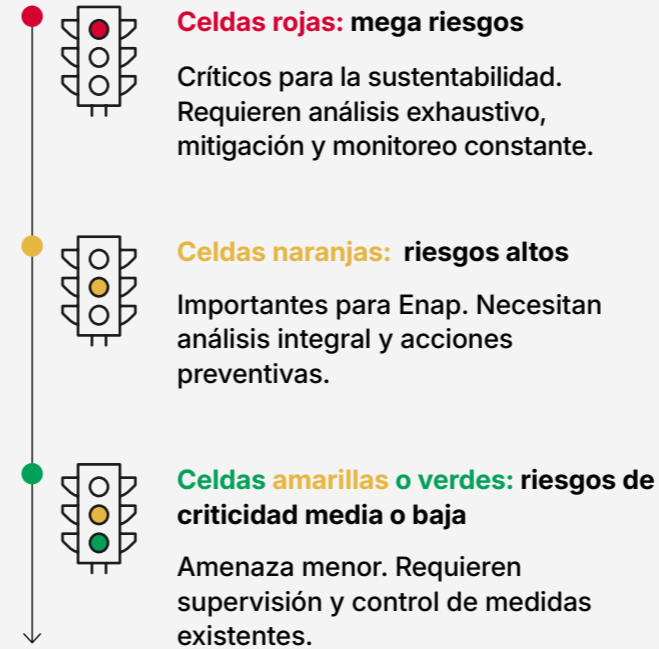 Celdas rojas: mega riesgos
Críticos para la sustentabilidad.
Requieren análisis exhaustivo,
mitigación y monitoreo constante.
Celdas naranjas: riesgos altos
Importantes para Enap. Necesitan
análisis integral y acciones
preventivas.
Celdas amarillas o verdes: riesgos de
criticidad media o baja
Amenaza menor. Requieren
supervisión y control de medidas
existentes.